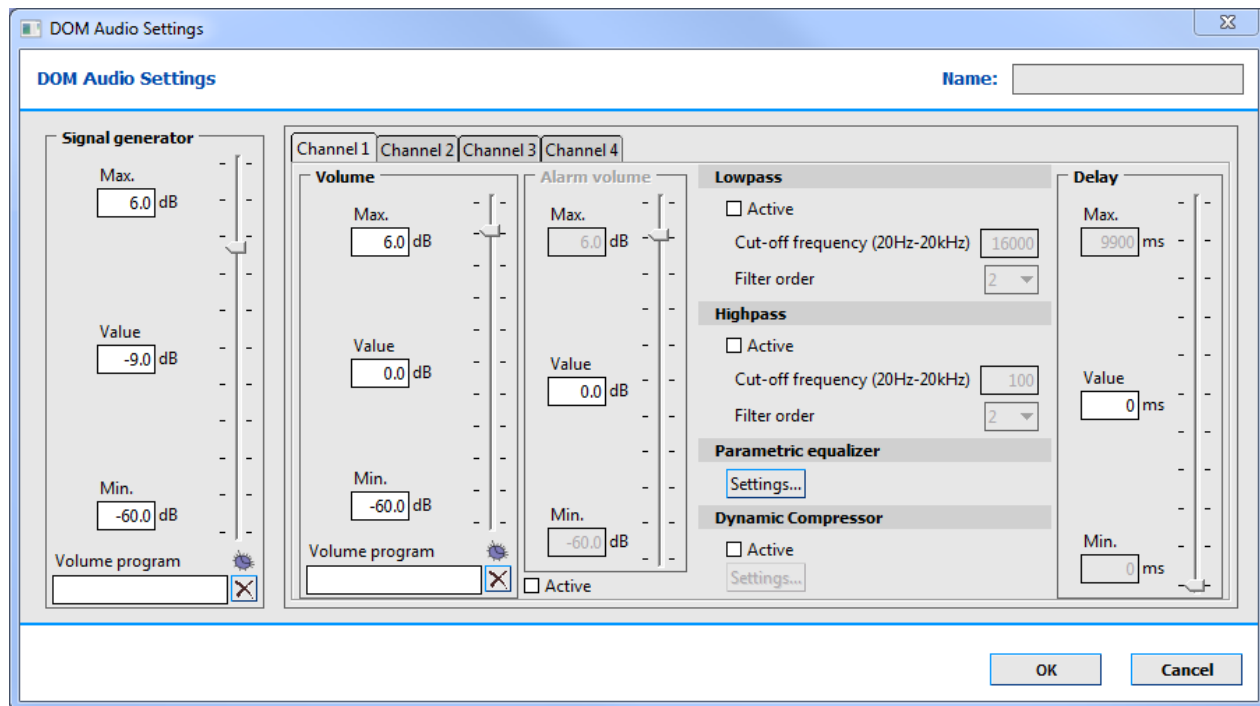 DOM Audio Settings
DOM Audio Settings
Name:
Signal generator
Max.
6.0 dB
Value
-9.0 dB
Min.
-60.0 dB
Volume program
Channel 1 Channel 2 Channel 3 Channel 4
Volume
Max.
6.0 dB
Value
0.0 dB
Min.
-60.0 dB
Volume program
Alarm volume
Max.
6.0 dB
Value
0.0 dB
Min.
-60.0 dB
Active
Lowpass
Active
Cut-off frequency (20Hz-20kHz) 16000
Filter order 2
Highpass
Active
Cut-off frequency (20Hz-20kHz) 100
Filter order 2
Parametric equalizer
Settings...
Dynamic Compressor
Active
Settings...
Delay
Max.
9900 ms
Value
0 ms
Min.
0 ms
OK Cancel